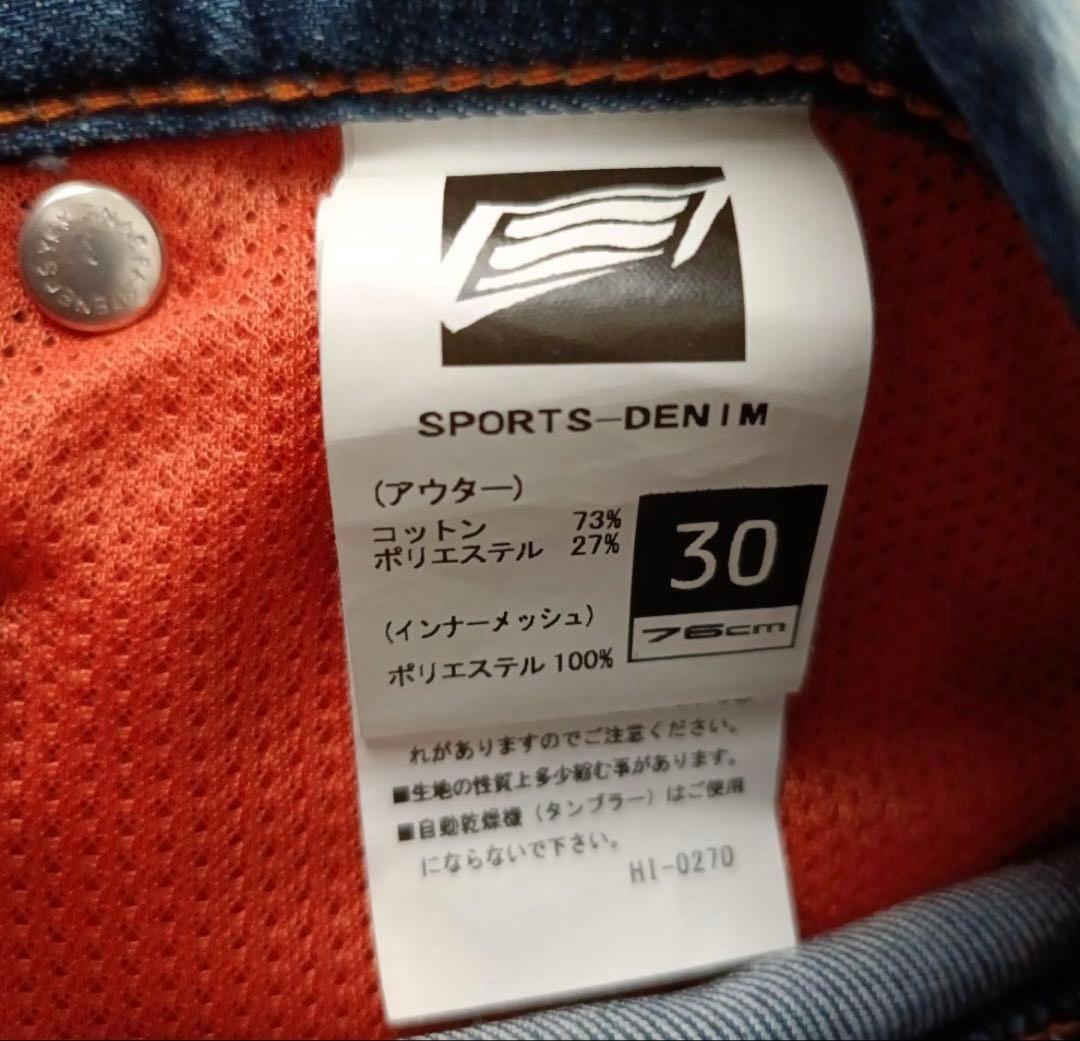 SPORTS-DENIM
(アウター)
コットン 73%
ポリエステル 27%
30
76cm
(インナーメッシュ)
ポリエステル 100%
れがありますのでご注意ください。
■生地の性質上多少縮む事があります。
■自動乾燥機(タンブラー)はご使用
にならないで下さい。
HI-027D